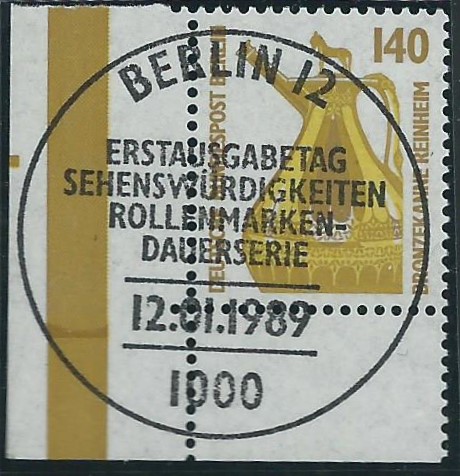 BERLIN 12
140
ERSTAUSGABETAG
SEHENSWÜRDIGKEITEN
ROLLENMARKEN-
DAUERSERIE
12.01.1989
1000
DEUTSCHE BUNDESPOST BERLIN
BRONZEKANNE REINHEIM